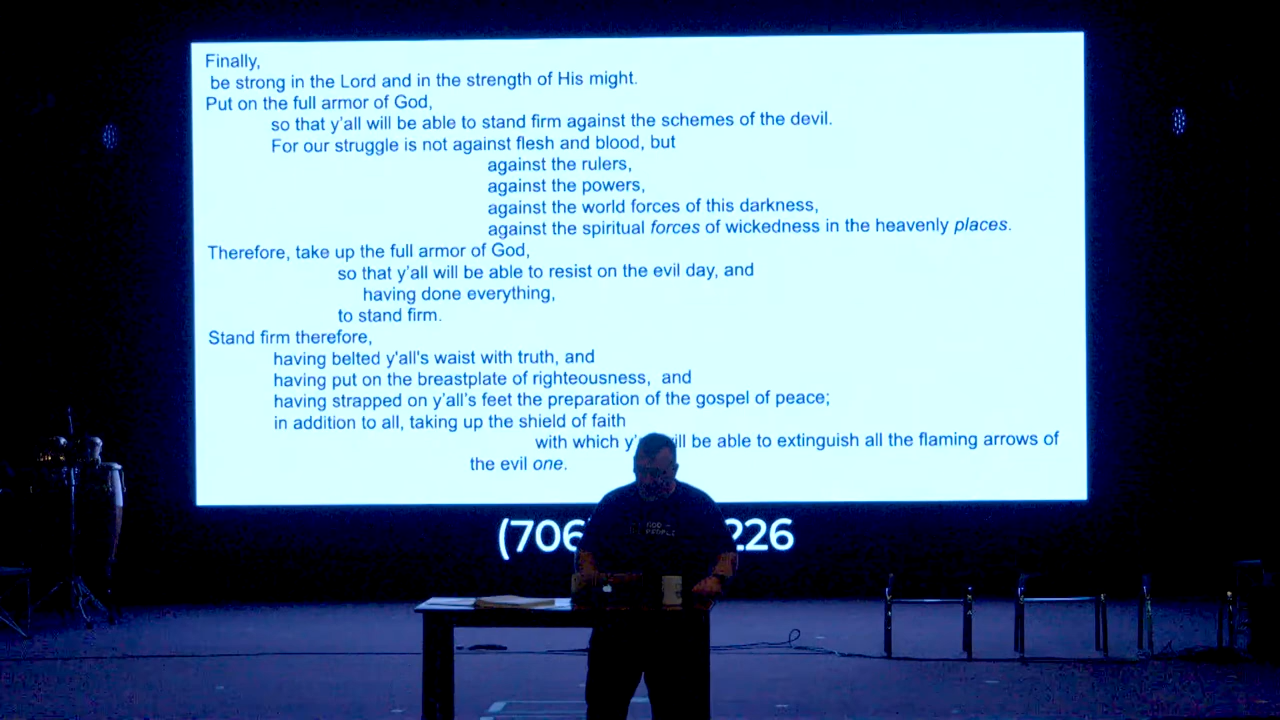 Finally,
be strong in the Lord and in the strength of His might.
Put on the full armor of God,
so that y'all will be able to stand firm against the schemes of the devil.
For our struggle is not against flesh and blood, but
against the rulers,
against the powers,
against the world forces of this darkness,
against the spiritual forces of wickedness in the heavenly places.
Therefore, take up the full armor of God,
so that y'all will be able to resist on the evil day, and
having done everything,
to stand firm.
Stand firm therefore,
having belted y'all's waist with truth, and
having put on the breastplate of righteousness, and
having strapped on y'all's feet the preparation of the gospel of peace;
in addition to all, taking up the shield of faith
with which will be able to extinguish all the flaming arrows of
the evil one.
(706 226
GOD
PEOPLE